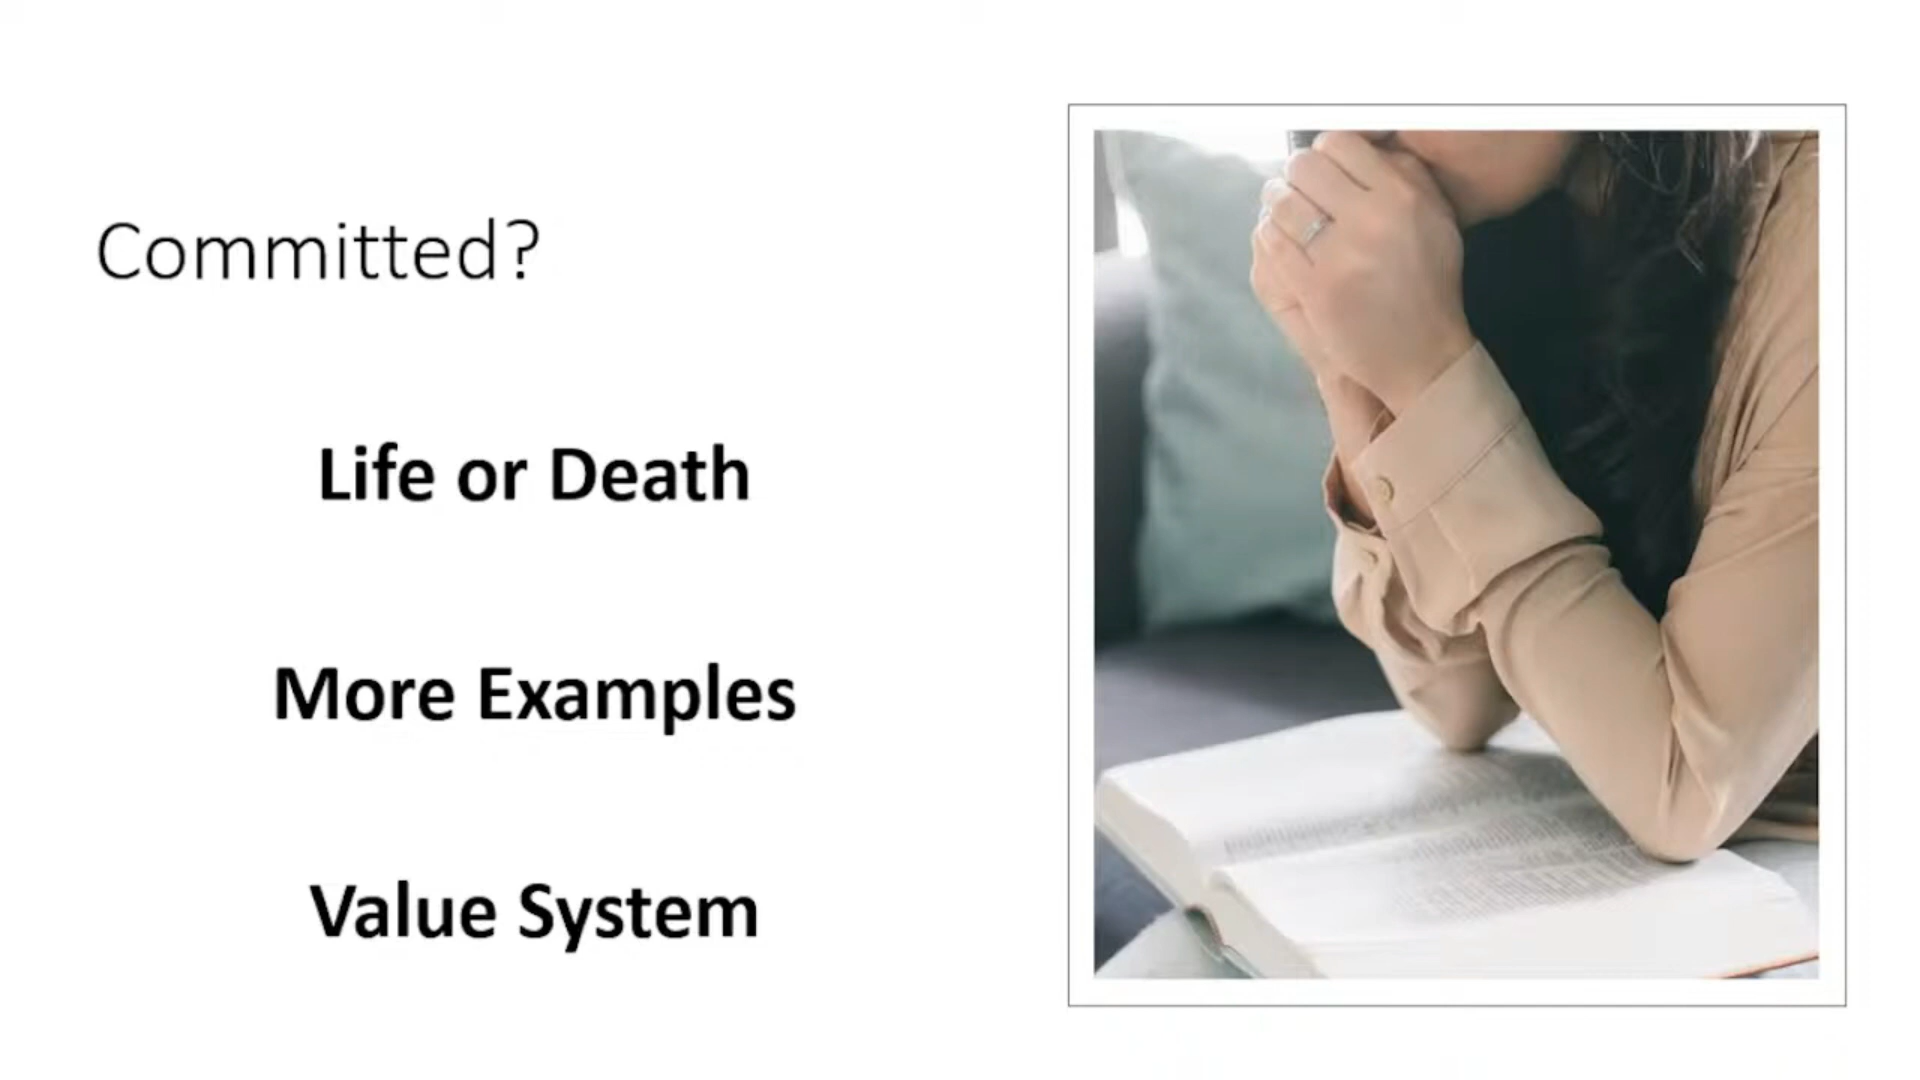 Committed?
Life or Death
More Examples
Value System